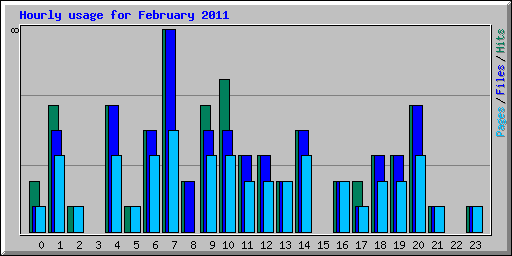 Hourly usage for February 2011
8
Pages/Files/Hits
0 1 2 3 4 5 6 7 8 9 10 11 12 13 14 15 16 17 18 19 20 21 22 23